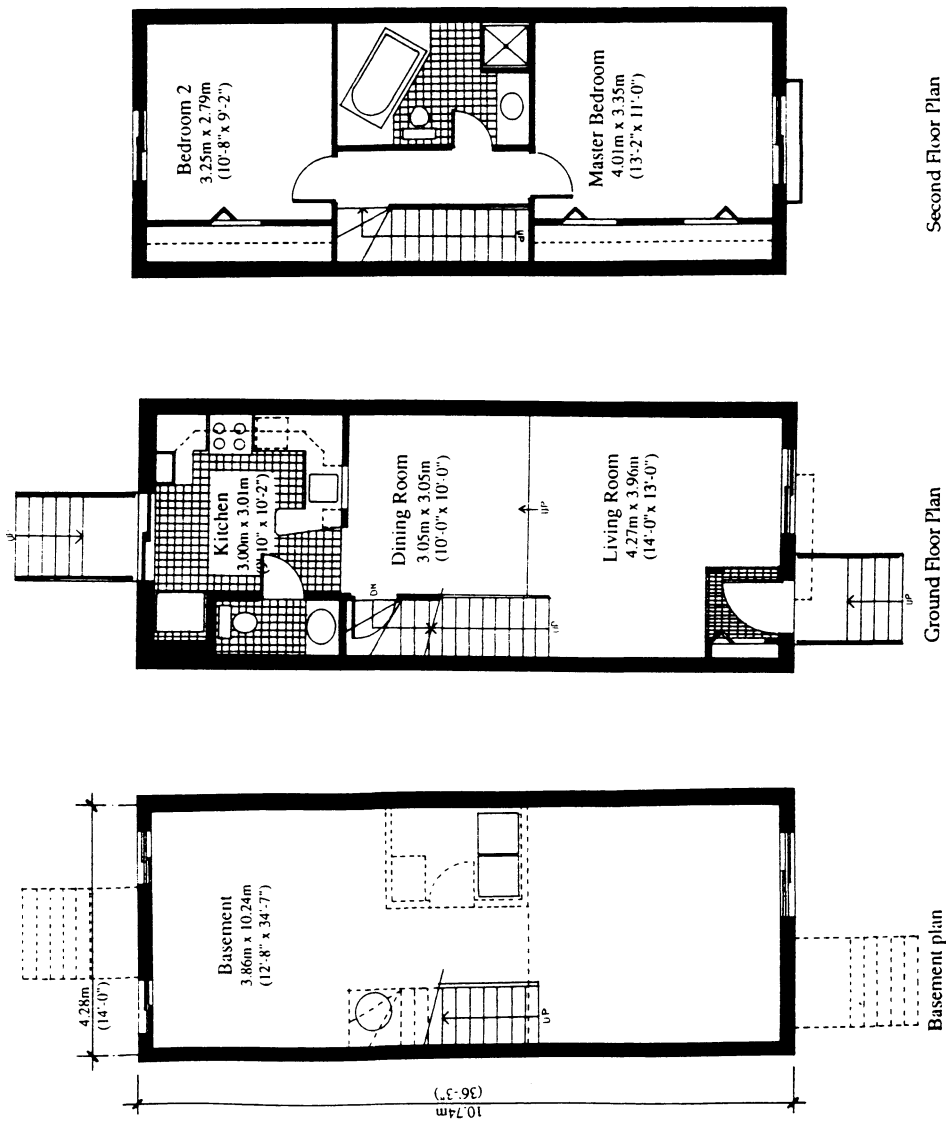 Bedroom 2
3.25m x 2.79m
(10'-8" x 9'-2")
Master Bedroom
4.01m x 3.35m
(13'-2" x 11'-0")
UP
Second Floor Plan
UP
Kitchen
3.00m x 3.01m
10" x 10'-2")
Dining Room
3.05m x 3.05m
(10'-0" x 10'-0")
Living Room
4.27m x 3.96m
(14'-0" x 13'-0")
DN
UP
UP
UP
Ground Floor Plan
Basement
3.86m x 10.24m
(12'-8" x 34'-7")
UP
4.28m
(14'-0")
10.74m
(36'-3")
Basement plan